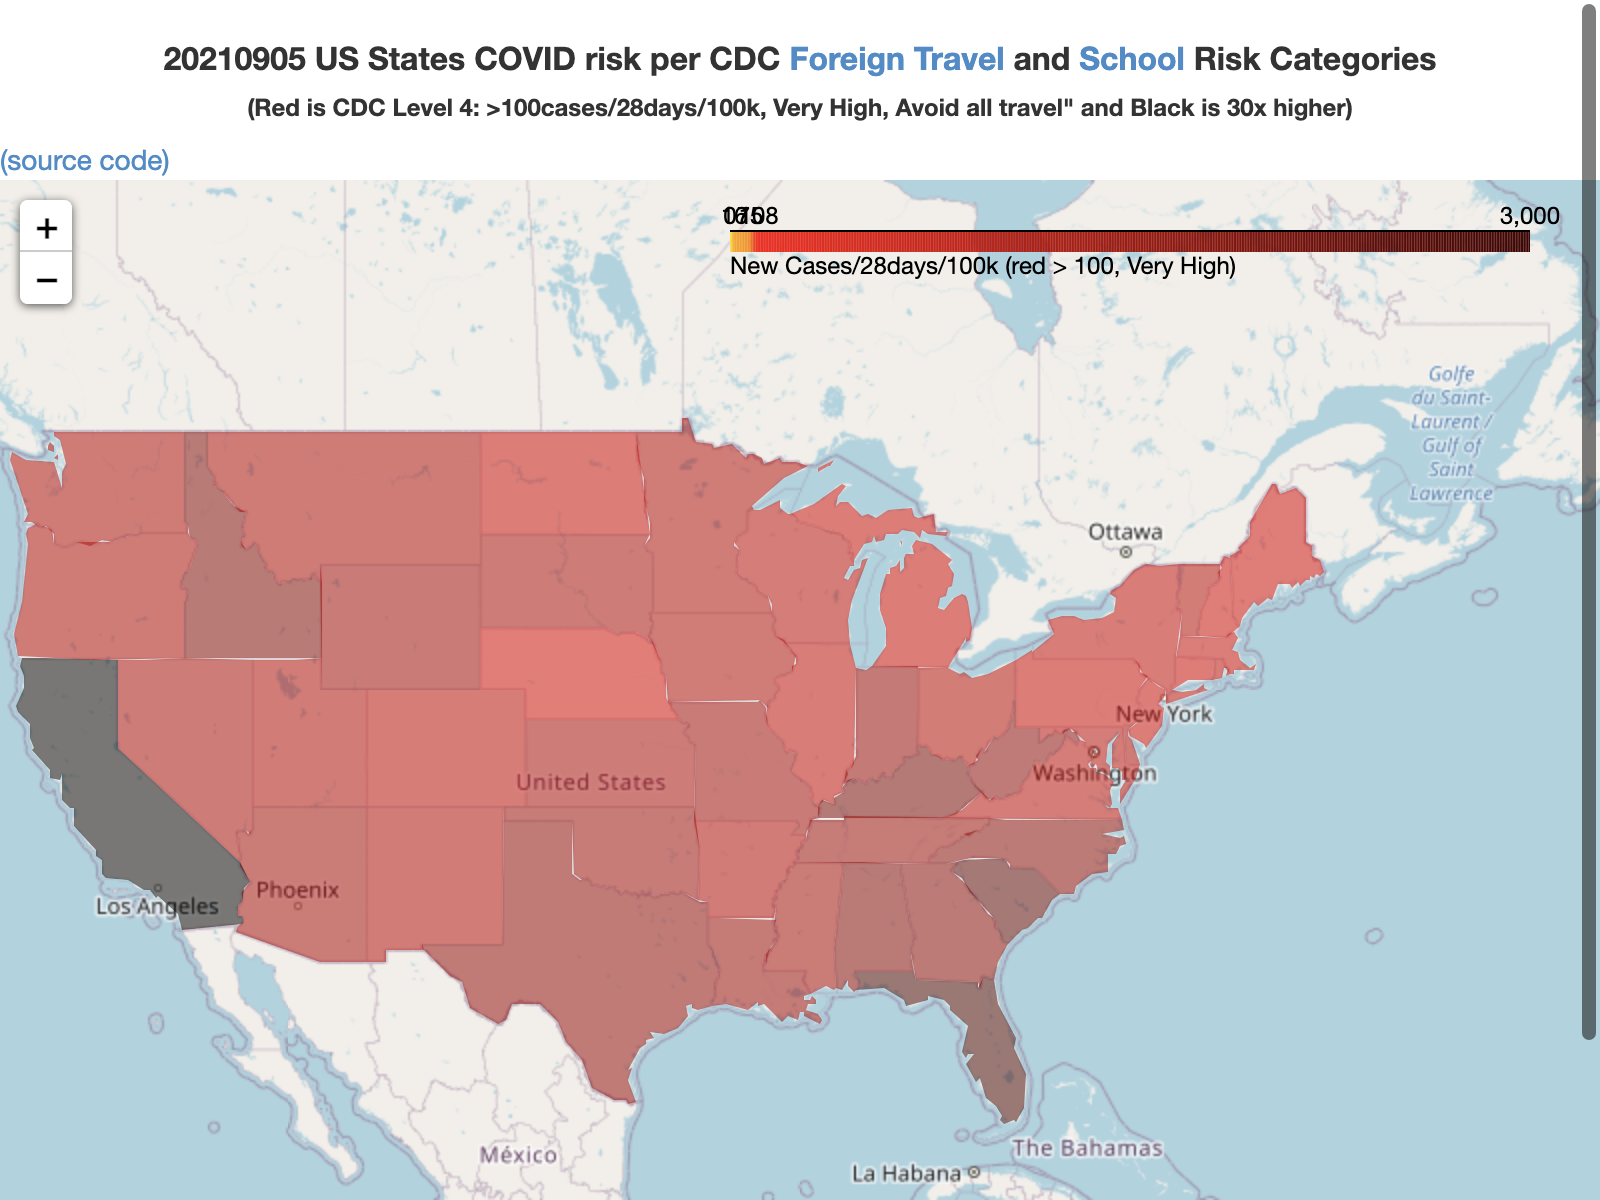 20210905 US States COVID risk per CDC Foreign Travel and School Risk Categories
(Red is CDC Level 4: >100cases/28days/100k, Very High, Avoid all travel" and Black is 30x higher)
(source code)
+
−
3,000
New Cases/28days/100k (red > 100, Very High)
Golfe
du Saint-
Laurent /
Gulf of
Saint
Lawrence
Ottawa
New York
Washington
United States
Phoenix
Los Angeles
México
The Bahamas
La Habana